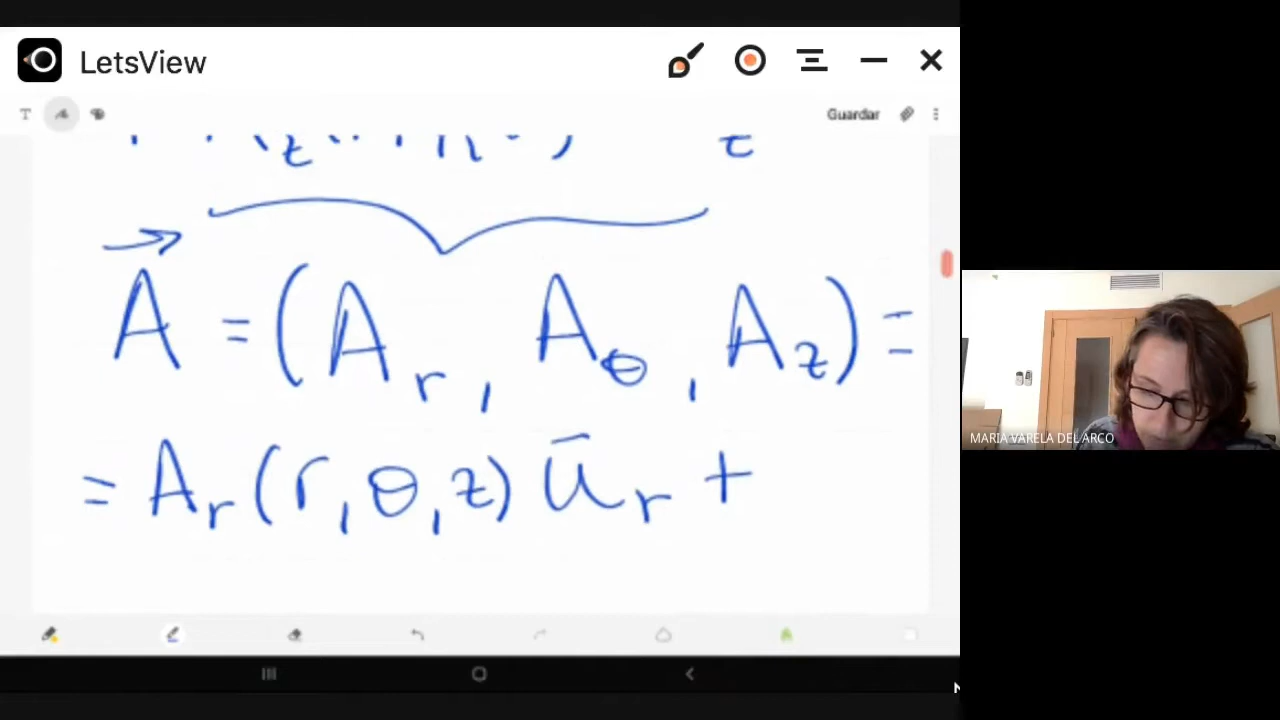 LetsView
T Guardar
z
A⃗ = (A_r, A_θ, A_z) =
= A_r (r, θ, z) ū_r +
MARIA VARELA DEL ARCO